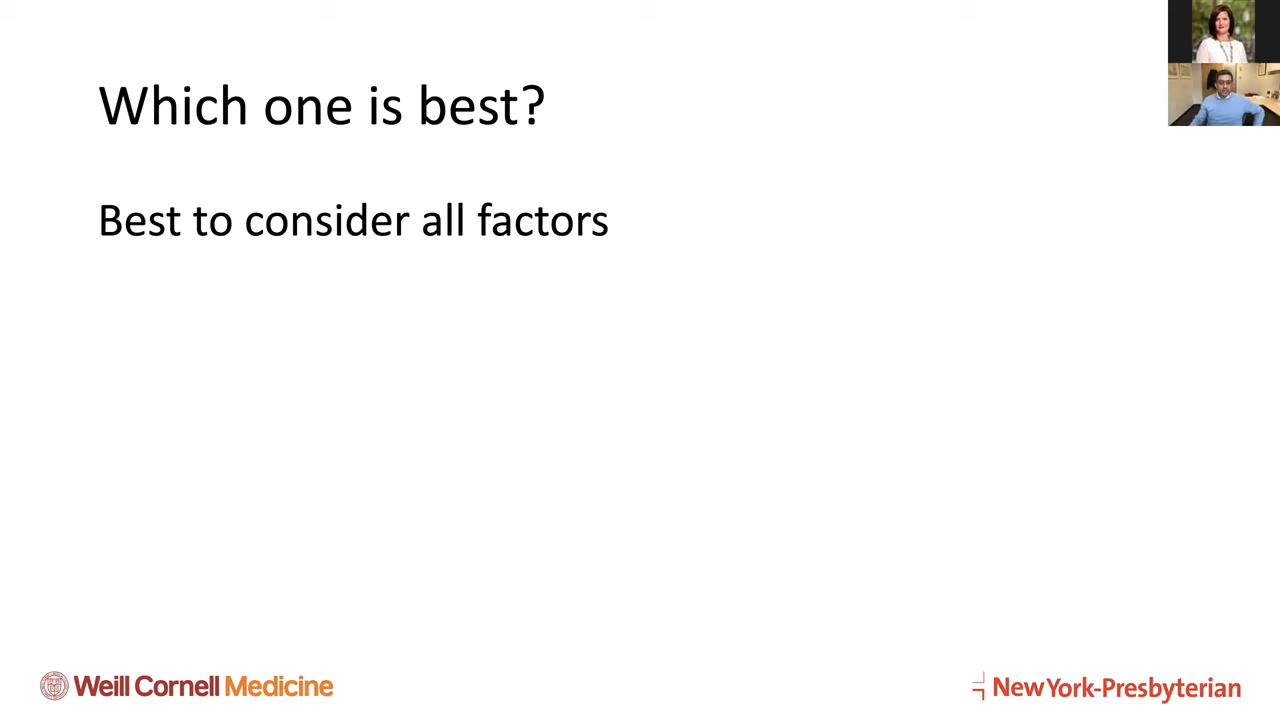 Which one is best?
Best to consider all factors
Weill Cornell Medicine
NewYork-Presbyterian